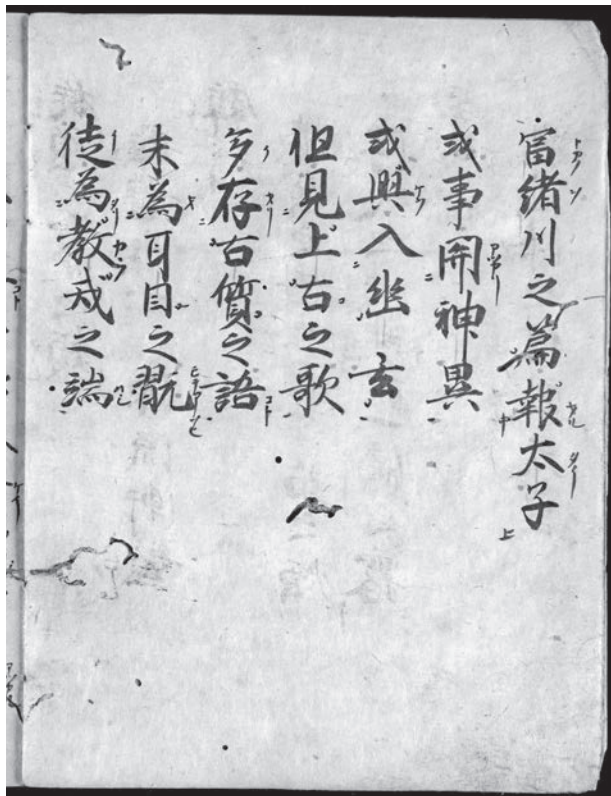 富緒川之篇報太子
或事開神異
或興入幽玄
但見上古之歌
多存古質之語
末為耳目之翫
徒為教戒之端